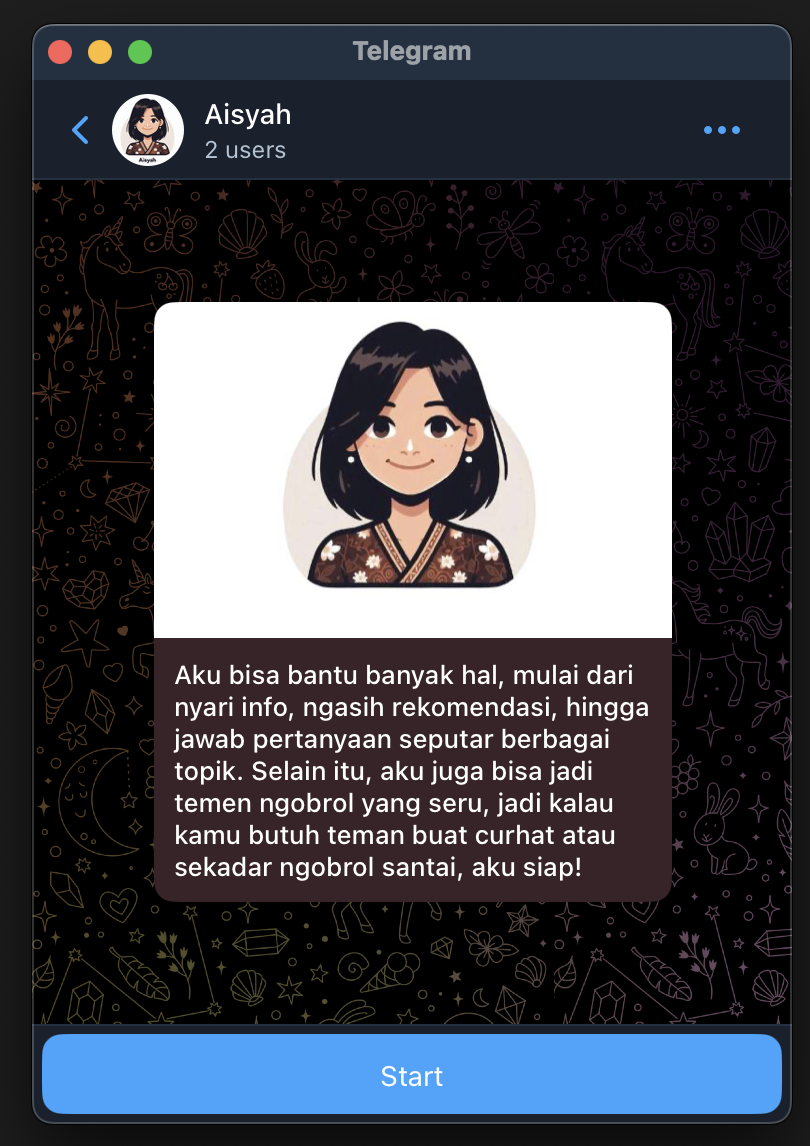 Telegram
Aisyah
2 users
Aisyah
Aku bisa bantu banyak hal, mulai dari
nyari info, ngasih rekomendasi, hingga
jawab pertanyaan seputar berbagai
topik. Selain itu, aku juga bisa jadi
temen ngobrol yang seru, jadi kalau
kamu butuh teman buat curhat atau
sekadar ngobrol santai, aku siap!
Start